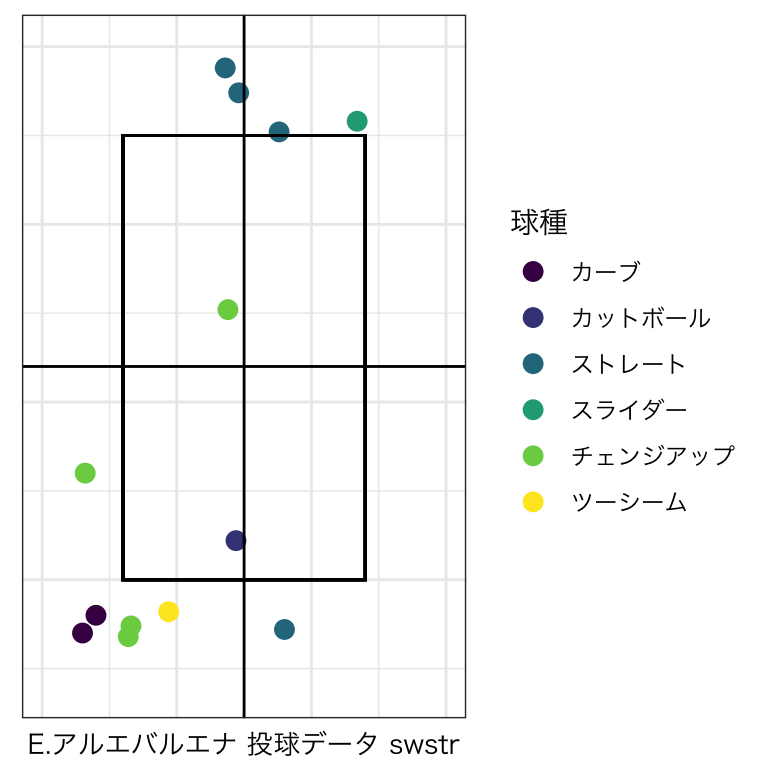 球種
カーブ
カットボール
ストレート
スライダー
チェンジアップ
ツーシーム
E.アルエバルエナ 投球データ swstr